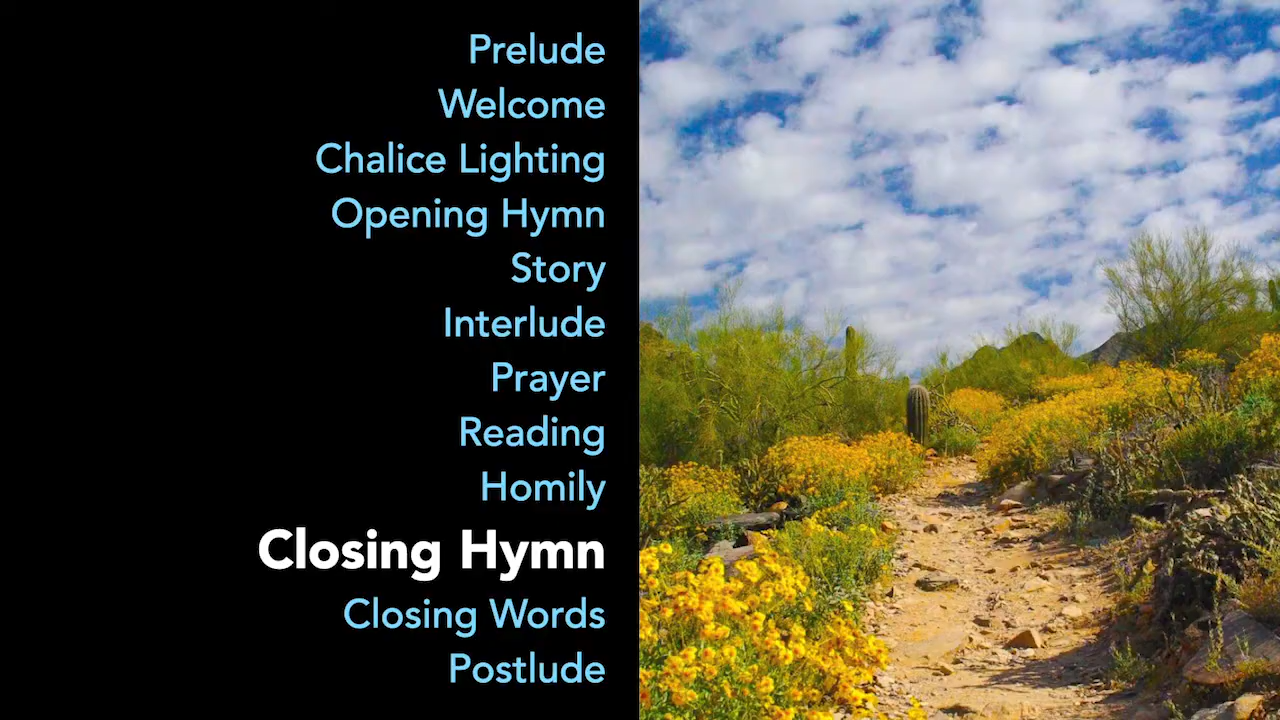 Prelude
Welcome
Chalice Lighting
Opening Hymn
Story
Interlude
Prayer
Reading
Homily
Closing Hymn
Closing Words
Postlude